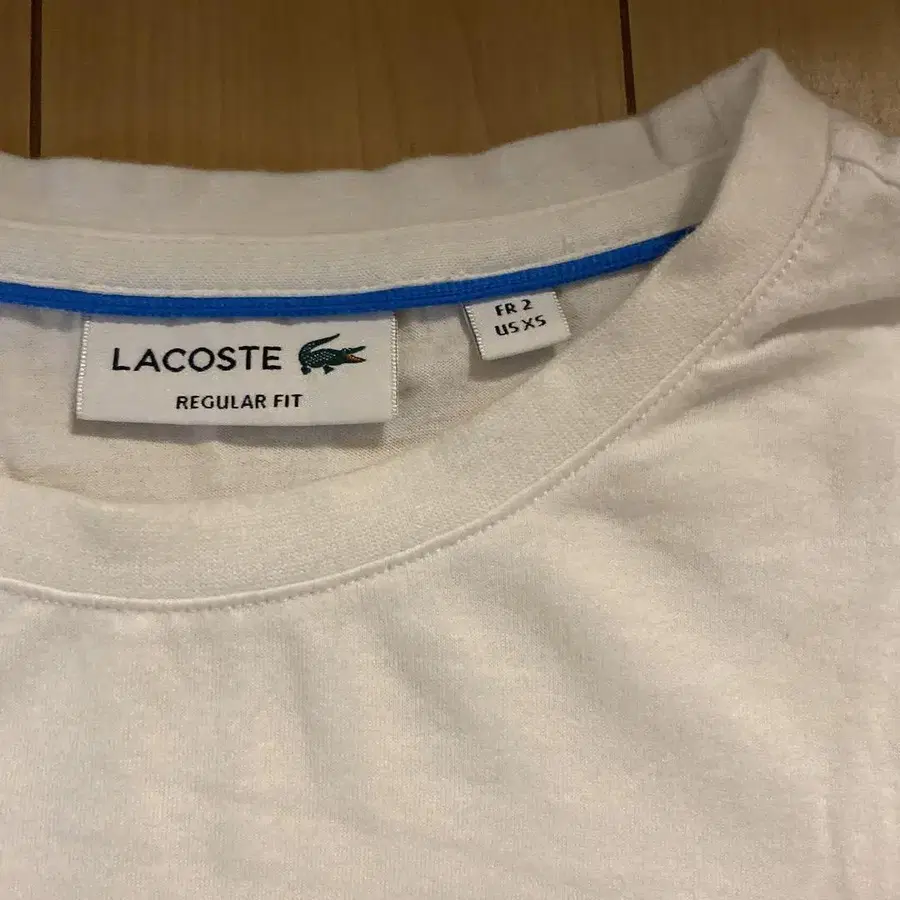 LACOSTE
REGULAR FIT
FR 2
US XS